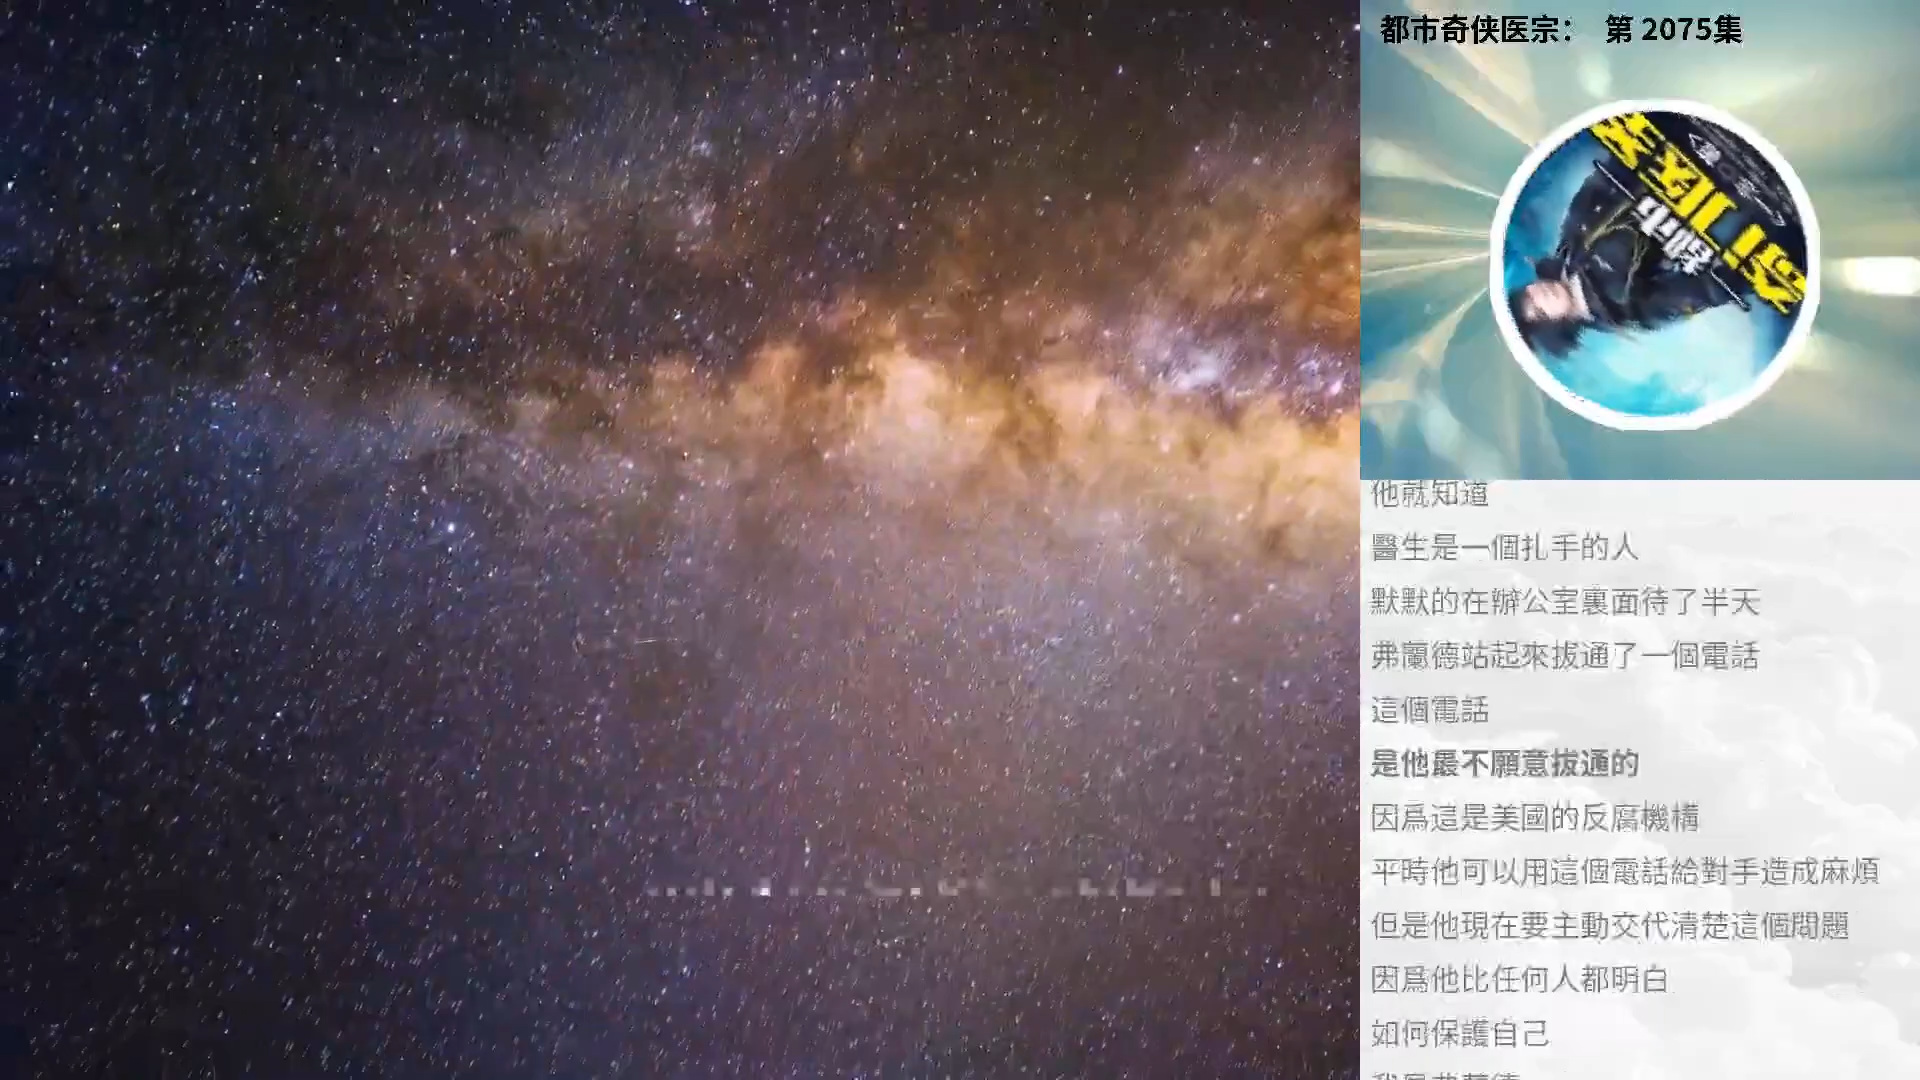 都市奇侠医宗： 第 2075集
都市
他就知道
醫生是一個扎手的人
默默的在辦公室裏面待了半天
弗蘭德站起來拔通了一個電話
這個電話
是他最不願意拔通的
因爲這是美國的反腐機構
平時他可以用這個電話給對手造成麻煩
但是他現在要主動交代清楚這個問題
因爲他比任何人都明白
如何保護自己